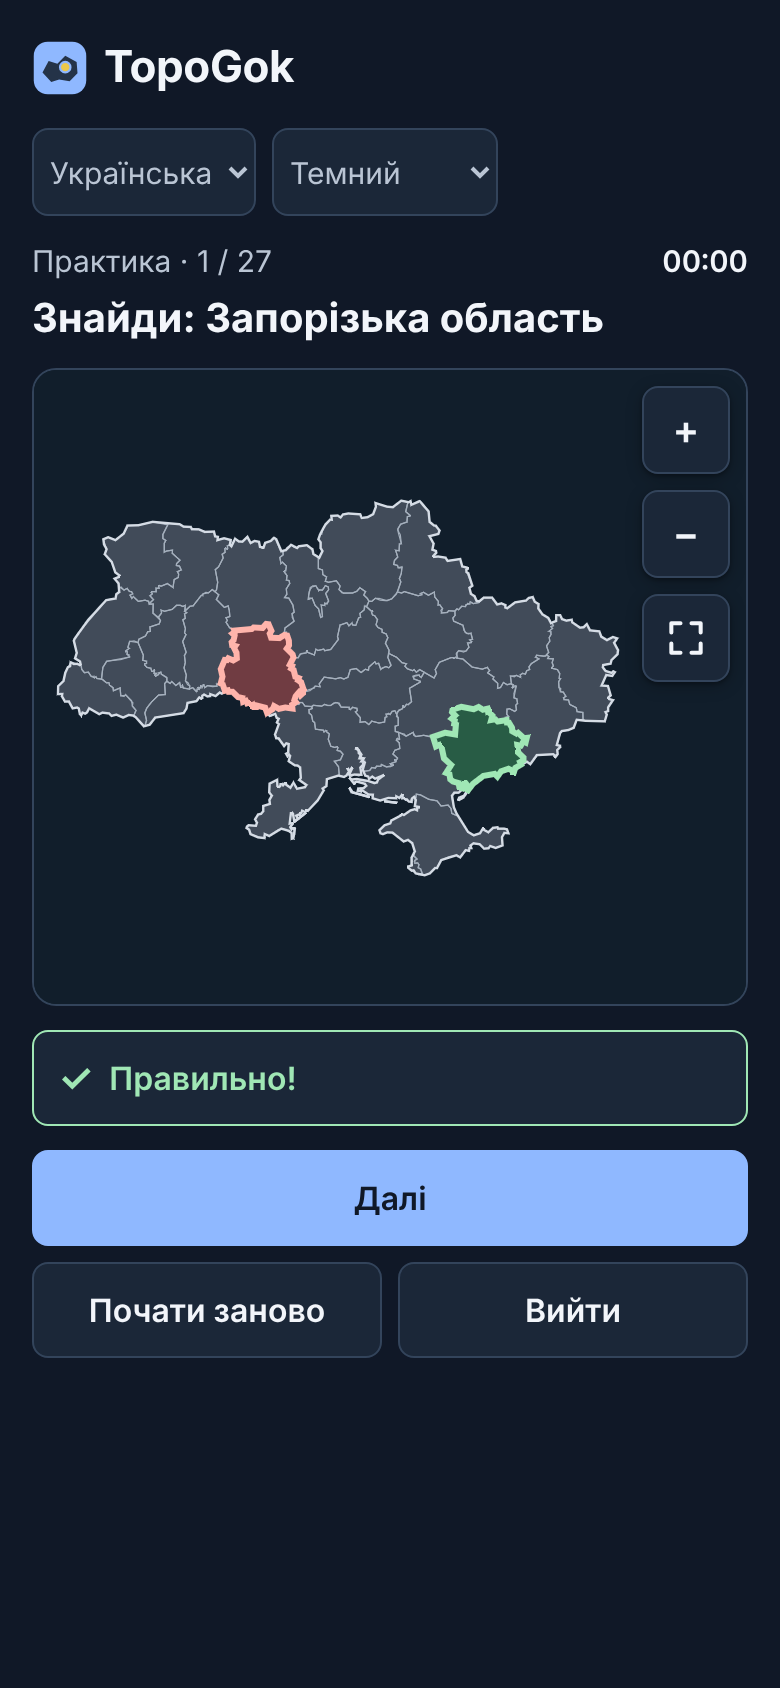 TopoGok
Українська
Темний
Практика · 1 / 27
00:00
Знайди: Запорізька область
+
−
Правильно!
Далі
Почати заново
Вийти